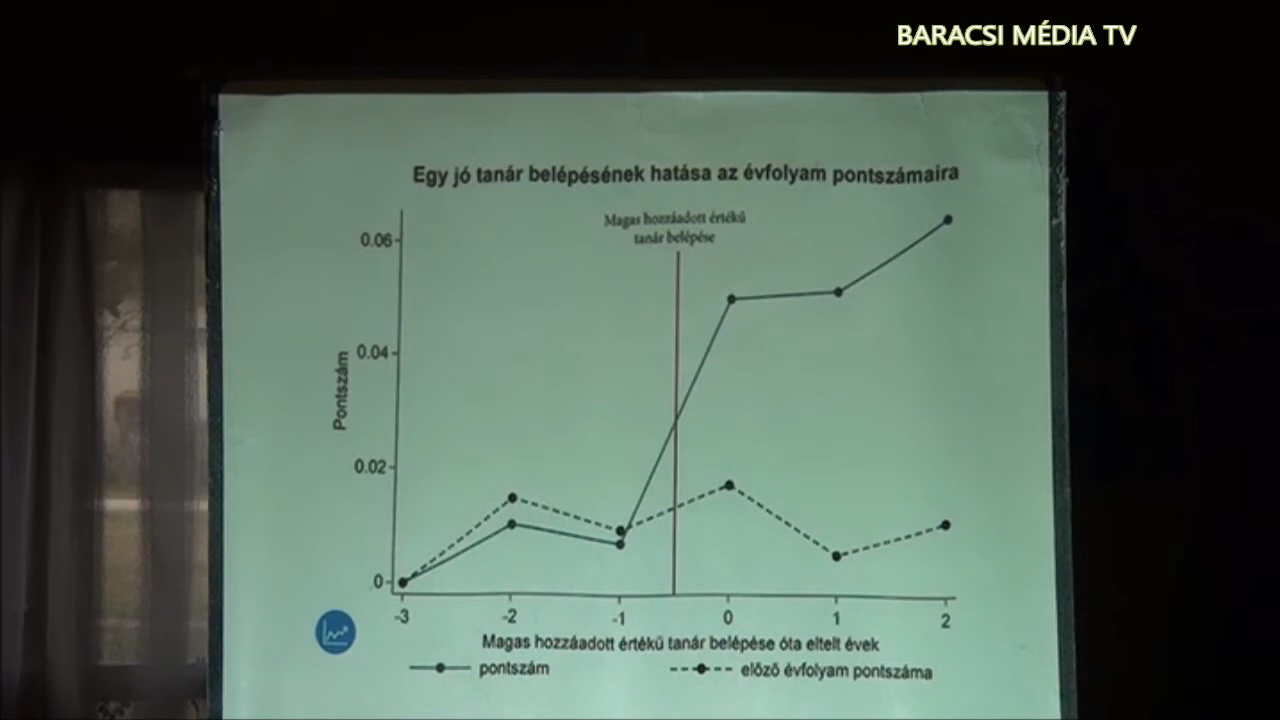 BARACSI MÉDIA TV
Egy jó tanár belépésének hatása az évfolyam pontszámaira
Magas hozzáadott értékű
tanár belépése
0.06
0.04
0.02
0
Pontszám
-3 -2 -1 0 1 2
Magas hozzáadott értékű tanár belépése óta eltelt évek
pontszám előző évfolyam pontszáma